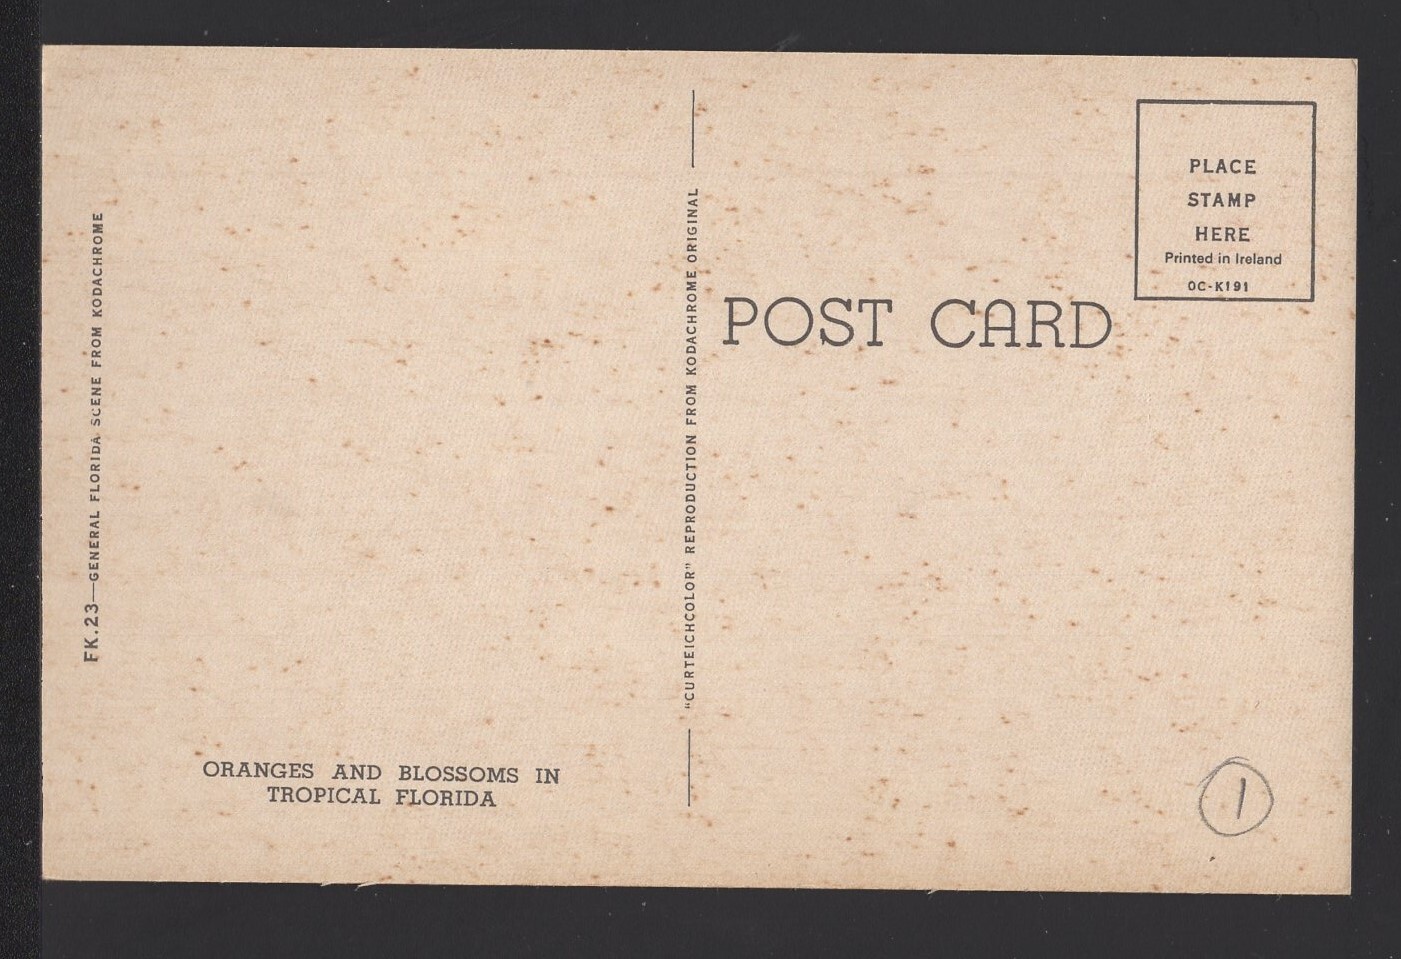 FK.23—GENERAL FLORIDA SCENE FROM KODACHROME
ORANGES AND BLOSSOMS IN
TROPICAL FLORIDA
"CURTEICHCOLOR" REPRODUCTION FROM KODACHROME ORIGINAL
POST CARD
PLACE
STAMP
HERE
Printed in Ireland
0C-K191
1